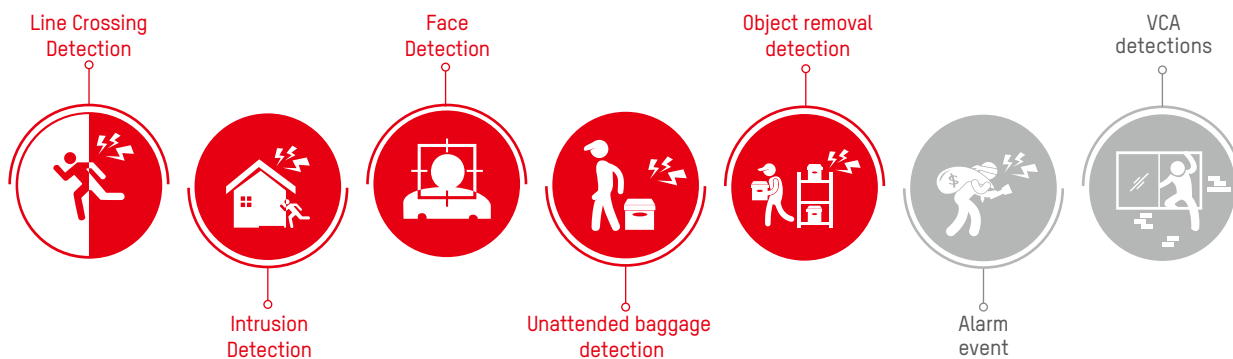 Line Crossing
Detection
Face
Detection
Object removal
detection
VCA
detections
$
Intrusion
Detection
Unattended baggage
detection
Alarm
event